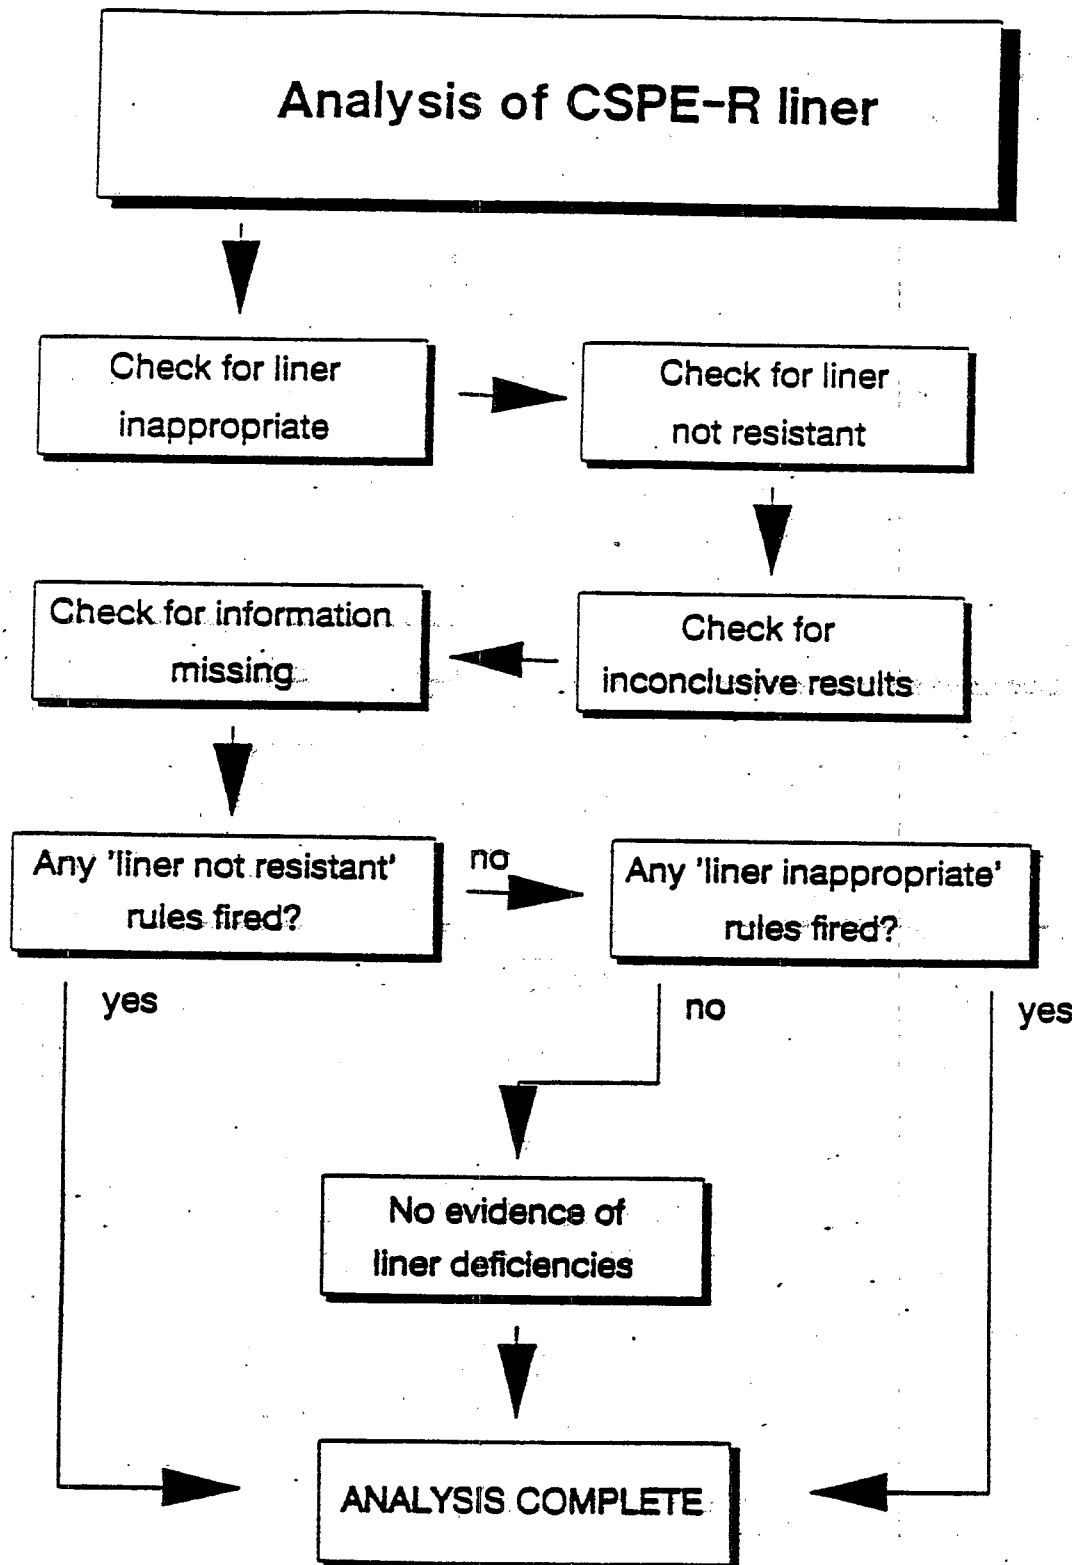 Analysis of CSPE-R liner
Check for liner
inappropriate
Check for liner
not resistant
Check for
inconclusive results
Check for information
missing
Any 'liner not resistant'
rules fired?
no
Any 'liner inappropriate'
rules fired?
yes
no
yes
No evidence of
liner deficiencies
ANALYSIS COMPLETE